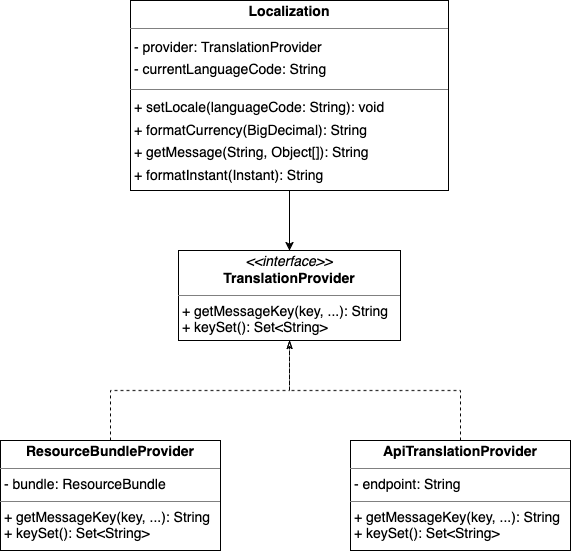 Localization
- provider: TranslationProvider
- currentLanguageCode: String
+ setLocale(languageCode: String): void
+ formatCurrency(BigDecimal): String
+ getMessage(String, Object[]): String
+ formatInstant(Instant): String
<<interface>>
TranslationProvider
+ getMessageKey(key, ...): String
+ keySet(): Set<String>
ResourceBundleProvider
- bundle: ResourceBundle
+ getMessageKey(key, ...): String
+ keySet(): Set<String>
ApiTranslationProvider
- endpoint: String
+ getMessageKey(key, ...): String
+ keySet(): Set<String>